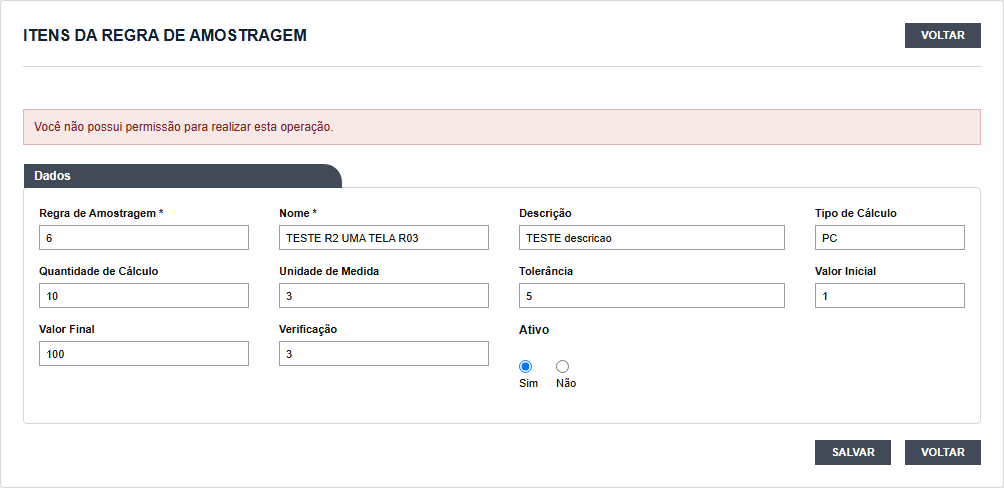 ITENS DA REGRA DE AMOSTRAGEM
VOLTAR
Você não possui permissão para realizar esta operação.
Dados
Regra de Amostragem * Nome * Descrição Tipo de Cálculo
6 TESTE R2 UMA TELA R03 TESTE descricao PC
Quantidade de Cálculo Unidade de Medida Tolerância Valor Inicial
10 3 5 1
Valor Final Verificação Ativo
100 3
Sim Não
SALVAR VOLTAR